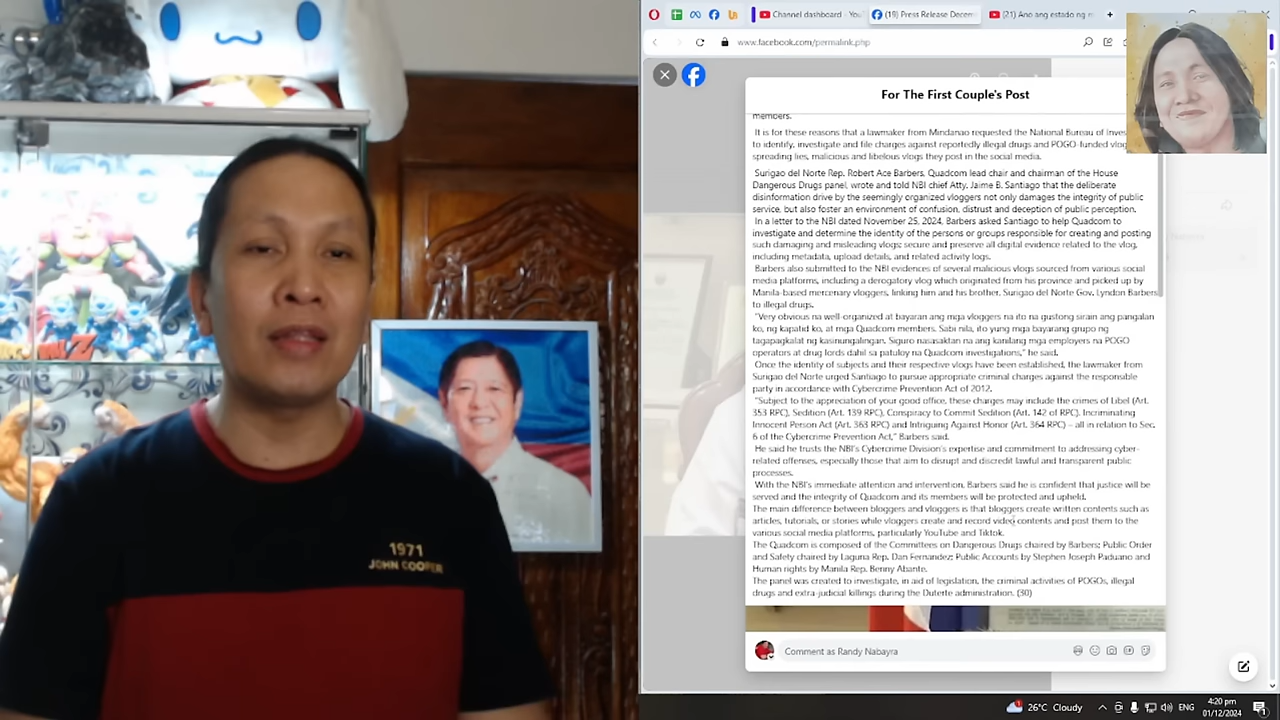 1971
JOHN COOPER
Channel dashboard - You
(19) Press Release Decem
(21) Ano ang estado ng m
www.facebook.com/permalink.php
For The First Couple's Post
members.
It is for these reasons that a lawmaker from Mindanao requested the National Bureau of
to identify, investigate and file charges against reportedly illegal drugs and POGO-funded
spreading lies, malicious and libelous vlogs they post in the social media.
Surigao del Norte Rep. Robert Ace Barbers, Quadcom lead chair and chairman of the House
Dangerous Drugs panel, wrote and told NBI chief Atty. Jaime B. Santiago that the deliberate
disinformation drive by the seemingly organized vloggers not only damages the integrity of public
service, but also foster an environment of confusion, distrust and deception of public perception.
In a letter to the NBI dated November 25, 2024, Barbers asked Santiago to help Quadcom to
investigate and determine the identity of the persons or groups responsible for creating and posting
such damaging and misleading vlogs; secure and preserve all digital evidence related to the vlog,
including metadata, upload details, and related activity logs.
Barbers also submitted to the NBI evidences of several malicious vlogs sourced from various social
media platforms, including a derogatory vlog which originated from his province and picked up by
Manila-based mercenary vloggers, linking him and his brother, Surigao del Norte Gov. Lyndon Barbers
to illegal drugs.
"Very obvious na well-organized at bayaran ang mga vloggers na ito na gustong sirain ang pangalan
ko, ng kapatid ko, at mga Quadcom members. Sabi nila, ito yung mga bayarang grupo ng
tagapagkalat ng kasinungalingan. Siguro nasasaktan na ang kanilang mga employers na POGO
operators at drug lords dahil sa patuloy na Quadcom investigations," he said.
Once the identity of subjects and their respective vlogs have been established, the lawmaker from
Surigao del Norte urged Santiago to pursue appropriate criminal charges against the responsible
party in accordance with Cybercrime Prevention Act of 2012.
"Subject to the appreciation of your good office, these charges may include the crimes of Libel (Art.
353 RPC), Sedition (Art. 139 RPC), Conspiracy to Commit Sedition (Art. 142 of RPC), Incriminating
Innocent Person Act (Art. 363 RPC) and Intriguing Against Honor (Art. 364 RPC) – all in relation to Sec.
6 of the Cybercrime Prevention Act," Barbers said.
He said he trusts the NBI's Cybercrime Division's expertise and commitment to addressing cyber-
related offenses, especially those that aim to disrupt and discredit lawful and transparent public
processes.
With the NBI's immediate attention and intervention, Barbers said he is confident that justice will be
served and the integrity of Quadcom and its members will be protected and upheld.
The main difference between bloggers and vloggers is that bloggers create written contents such as
articles, tutorials, or stories while vloggers create and record video contents and post them to the
various social media platforms, particularly YouTube and Tiktok.
The Quadcom is composed of the Committees on Dangerous Drugs chaired by Barbers; Public Order
and Safety chaired by Laguna Rep. Dan Fernandez; Public Accounts by Stephen Joseph Paduano and
Human rights by Manila Rep. Benny Abante.
The panel was created to investigate, in aid of legislation, the criminal activities of POGOs, illegal
drugs and extra-judicial killings during the Duterte administration. (30)
Comment as Randy Nabayra
26°C Cloudy
ENG
4:20 pm
01/12/2024